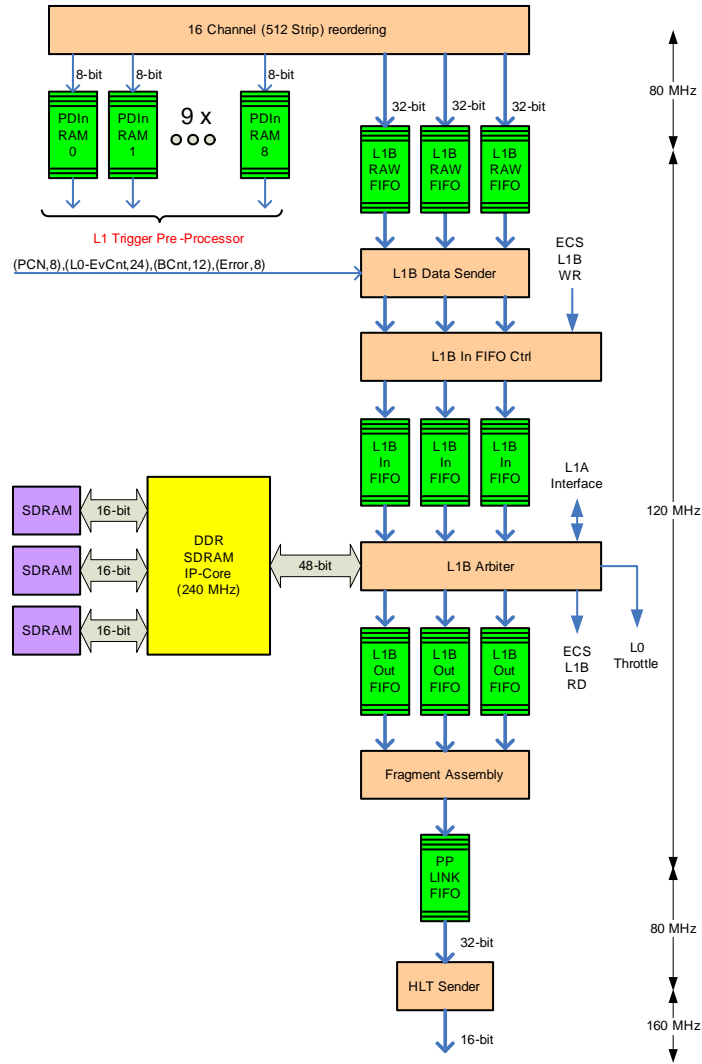 16 Channel (512 Strip) reordering
8-bit
8-bit
8-bit
32-bit
32-bit
32-bit
80 MHz
PDIn
RAM
0
PDIn
RAM
1
9 x
PDIn
RAM
8
L1B
RAW
FIFO
L1B
RAW
FIFO
L1B
RAW
FIFO
L1 Trigger Pre -Processor
(PCN,8),(L0-EvCnt,24),(BCnt,12),(Error,8)
L1B Data Sender
ECS
L1B
WR
L1B In FIFO Ctrl
L1B
In
FIFO
L1B
In
FIFO
L1B
In
FIFO
L1A
Interface
120 MHz
SDRAM
16-bit
SDRAM
16-bit
SDRAM
16-bit
DDR
SDRAM
IP-Core
(240 MHz)
48-bit
L1B Arbiter
L1B
Out
FIFO
L1B
Out
FIFO
L1B
Out
FIFO
ECS
L1B
RD
L0
Throttle
Fragment Assembly
PP
LINK
FIFO
32-bit
80 MHz
HLT Sender
16-bit
160 MHz